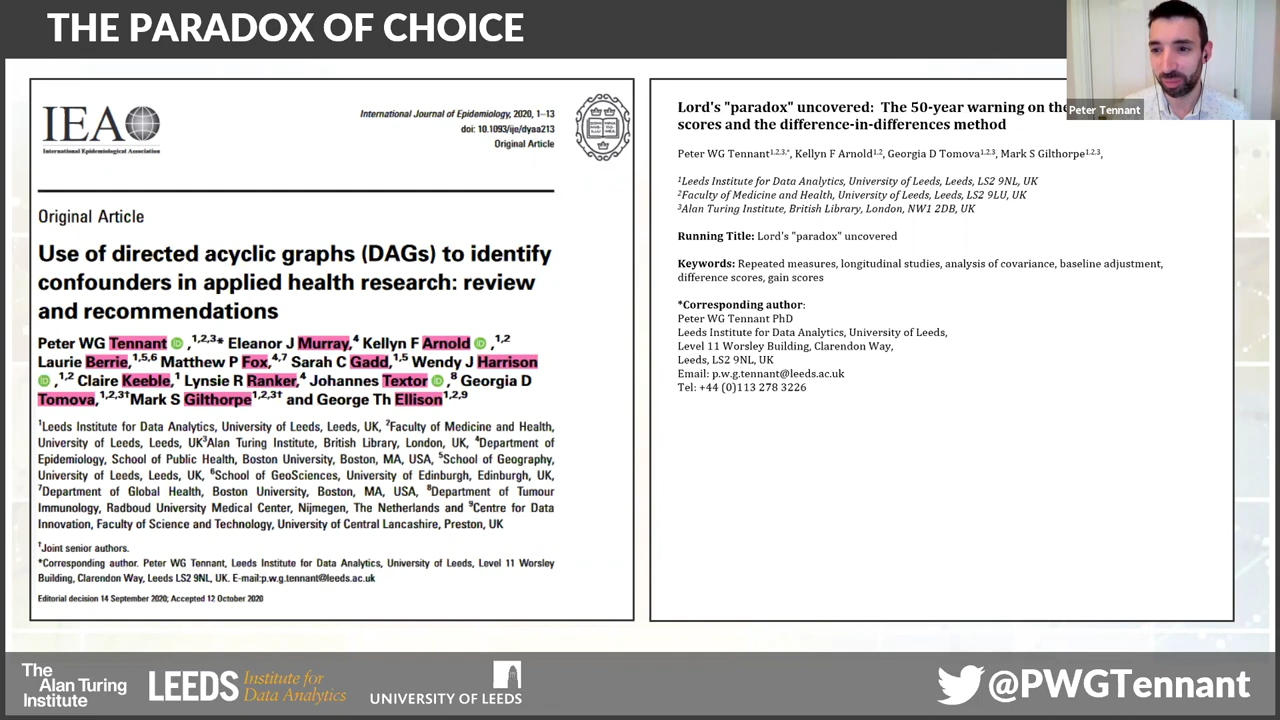 THE PARADOX OF CHOICE
Peter Tennant
IEA
International Epidemiological Association
International Journal of Epidemiology, 2020, 1–13
doi: 10.1093/ije/dyaa213
Original Article
Original Article
Use of directed acyclic graphs (DAGs) to identify
confounders in applied health research: review
and recommendations
Peter WG Tennant iD ,1,2,3* Eleanor J Murray,4 Kellyn F Arnold iD ,1,2
Laurie Berrie,1,5,6 Matthew P Fox,4,7 Sarah C Gadd,1,5 Wendy J Harrison
iD ,1,2 Claire Keeble,1 Lynsie R Ranker,4 Johannes Textor iD ,8 Georgia D
Tomova,1,2,3† Mark S Gilthorpe1,2,3† and George Th Ellison1,2,9
1Leeds Institute for Data Analytics, University of Leeds, Leeds, UK, 2Faculty of Medicine and Health,
University of Leeds, Leeds, UK3Alan Turing Institute, British Library, London, UK, 4Department of
Epidemiology, School of Public Health, Boston University, Boston, MA, USA, 5School of Geography,
University of Leeds, Leeds, UK, 6School of GeoSciences, University of Edinburgh, Edinburgh, UK,
7Department of Global Health, Boston University, Boston, MA, USA, 8Department of Tumour
Immunology, Radboud University Medical Center, Nijmegen, The Netherlands and 9Centre for Data
Innovation, Faculty of Science and Technology, University of Central Lancashire, Preston, UK
†Joint senior authors.
*Corresponding author. Peter WG Tennant, Leeds Institute for Data Analytics, University of Leeds, Level 11 Worsley
Building, Clarendon Way, Leeds LS2 9NL, UK. E-mail:p.w.g.tennant@leeds.ac.uk
Editorial decision 14 September 2020; Accepted 12 October 2020
Lord's "paradox" uncovered: The 50-year warning on the
scores and the difference-in-differences method
Peter WG Tennant1,2,3,*, Kellyn F Arnold1,2, Georgia D Tomova1,2,3, Mark S Gilthorpe1,2,3,
1Leeds Institute for Data Analytics, University of Leeds, Leeds, LS2 9NL, UK
2Faculty of Medicine and Health, University of Leeds, Leeds, LS2 9LU, UK
3Alan Turing Institute, British Library, London, NW1 2DB, UK
Running Title: Lord's "paradox" uncovered
Keywords: Repeated measures, longitudinal studies, analysis of covariance, baseline adjustment,
difference scores, gain scores
*Corresponding author:
Peter WG Tennant PhD
Leeds Institute for Data Analytics, University of Leeds,
Level 11 Worsley Building, Clarendon Way,
Leeds, LS2 9NL, UK
Email: p.w.g.tennant@leeds.ac.uk
Tel: +44 (0)113 278 3226
The
Alan Turing
Institute
LEEDS Institute for
Data Analytics
UNIVERSITY OF LEEDS
@PWGTennant